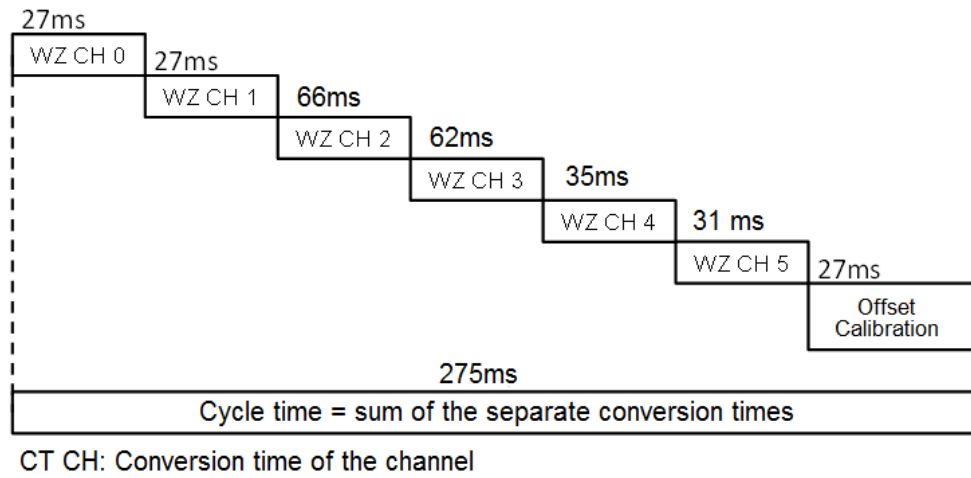 27ms
WZ CH 0
27ms
WZ CH 1
66ms
WZ CH 2
62ms
WZ CH 3
35ms
WZ CH 4
31 ms
WZ CH 5
27ms
Offset
Calibration
275ms
Cycle time = sum of the separate conversion times
CT CH: Conversion time of the channel